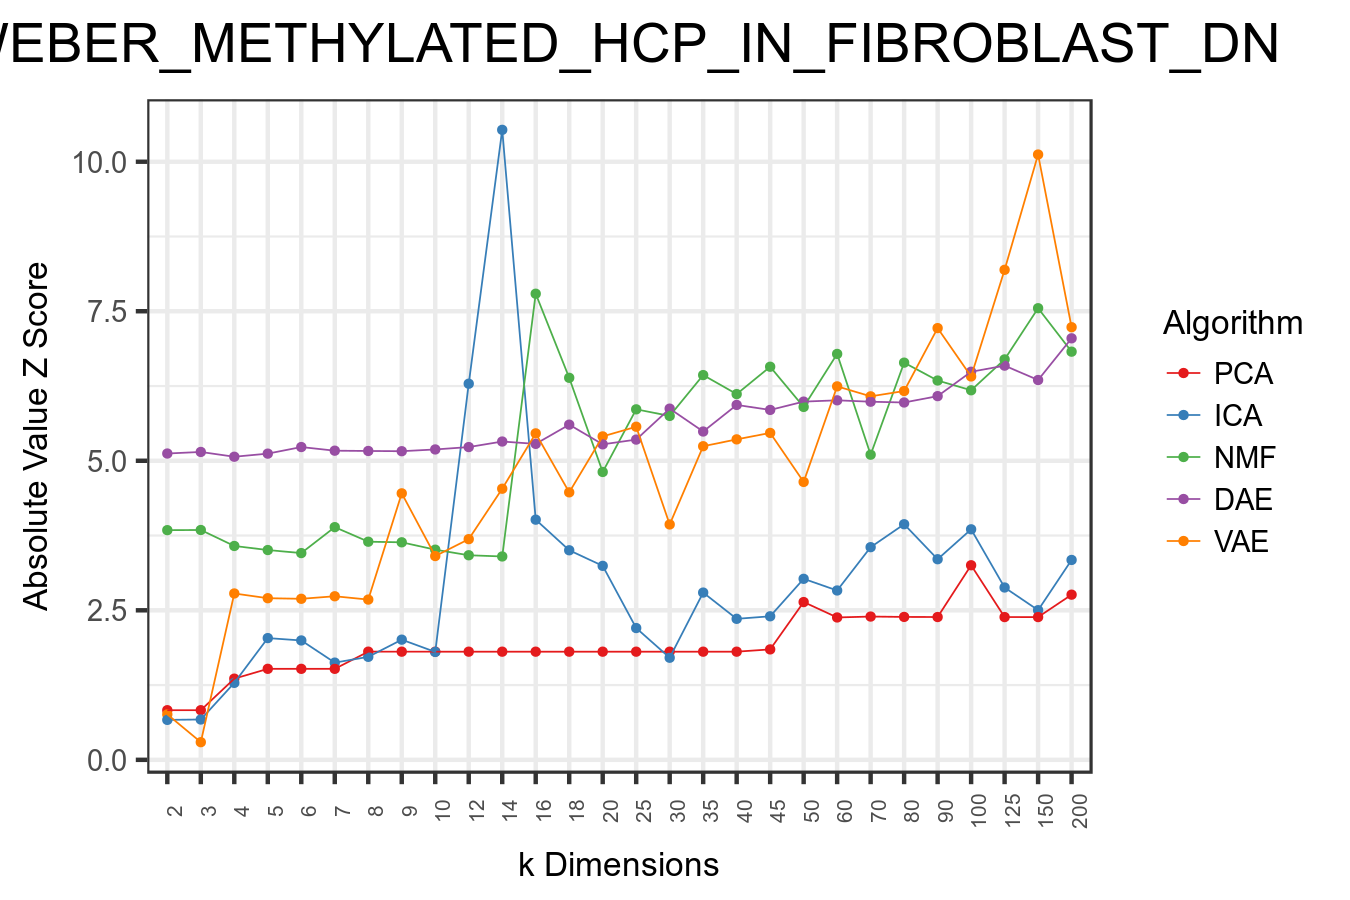 WEBER_METHYLATED_HCP_IN_FIBROBLAST_DN
Absolute Value Z Score
10.0
7.5
5.0
2.5
0.0
2 3 4 5 6 7 8 9 10 12 14 16 18 20 25 30 35 40 45 50 60 70 80 90 100 125 150 200
k Dimensions
Algorithm
PCA
ICA
NMF
DAE
VAE